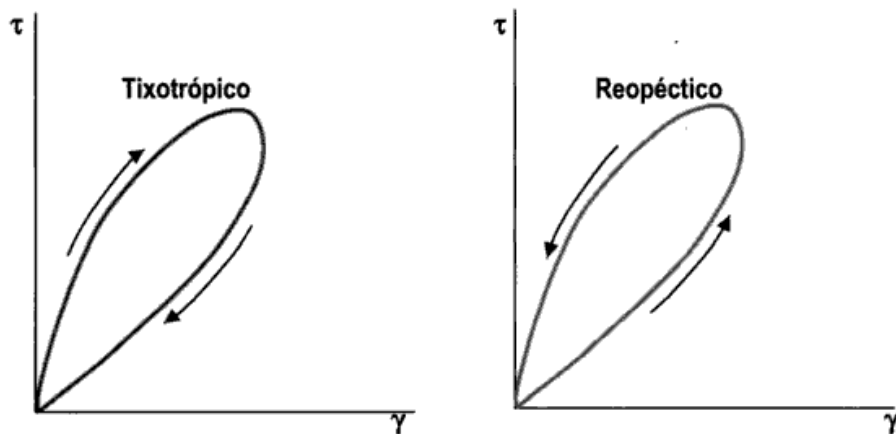 τ
Tixotrópico
γ
τ
Reopéctico
γ